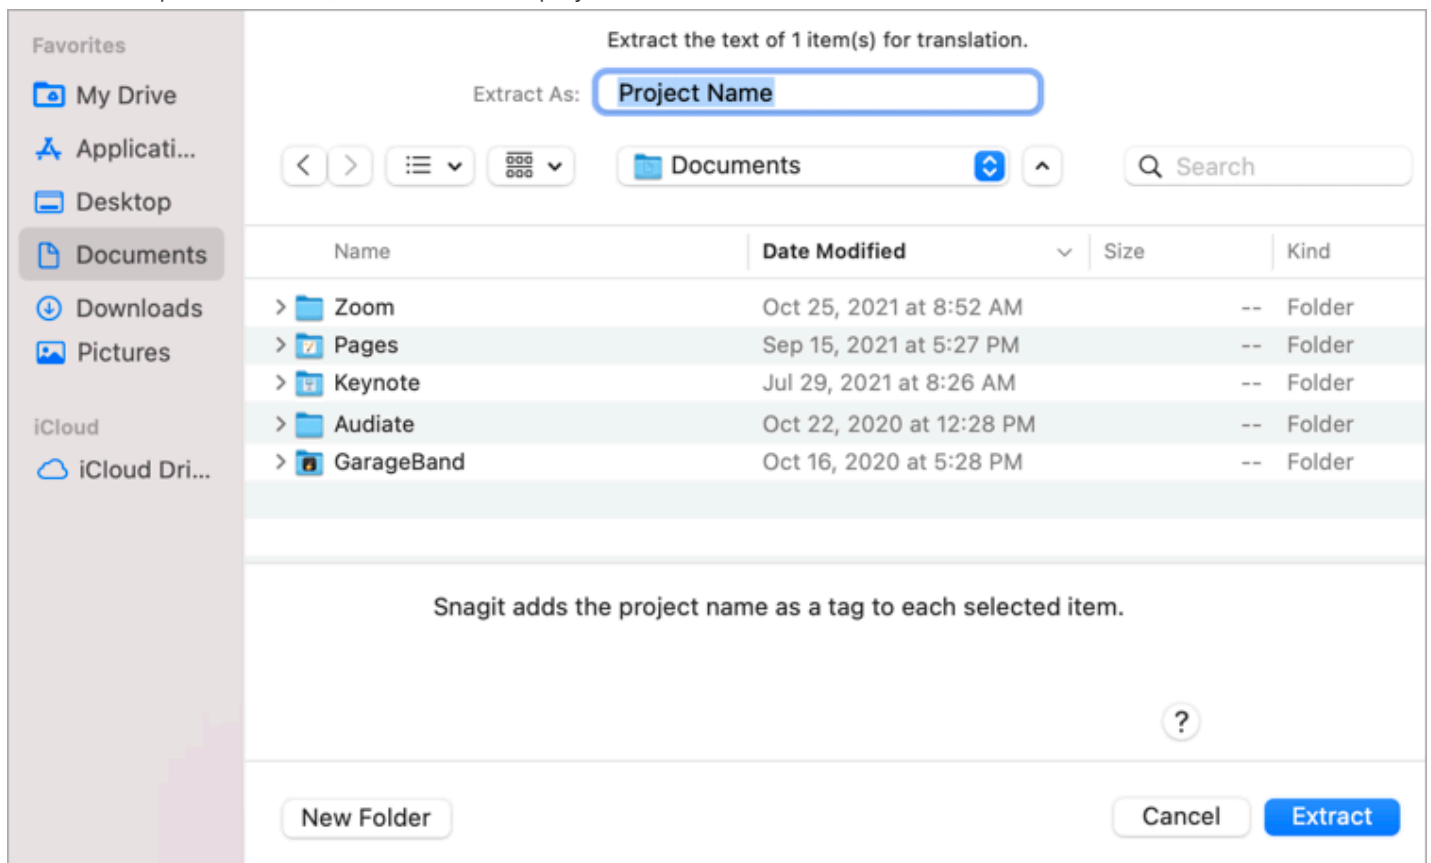 Favorites
My Drive
Applicati...
Desktop
Documents
Downloads
Pictures
iCloud
iCloud Dri...
Extract the text of 1 item(s) for translation.
Extract As: Project Name
Documents
Search
Name Date Modified Size Kind
Zoom Oct 25, 2021 at 8:52 AM -- Folder
Pages Sep 15, 2021 at 5:27 PM -- Folder
Keynote Jul 29, 2021 at 8:26 AM -- Folder
Audiate Oct 22, 2020 at 12:28 PM -- Folder
GarageBand Oct 16, 2020 at 5:28 PM -- Folder
Snagit adds the project name as a tag to each selected item.
?
New Folder Cancel Extract